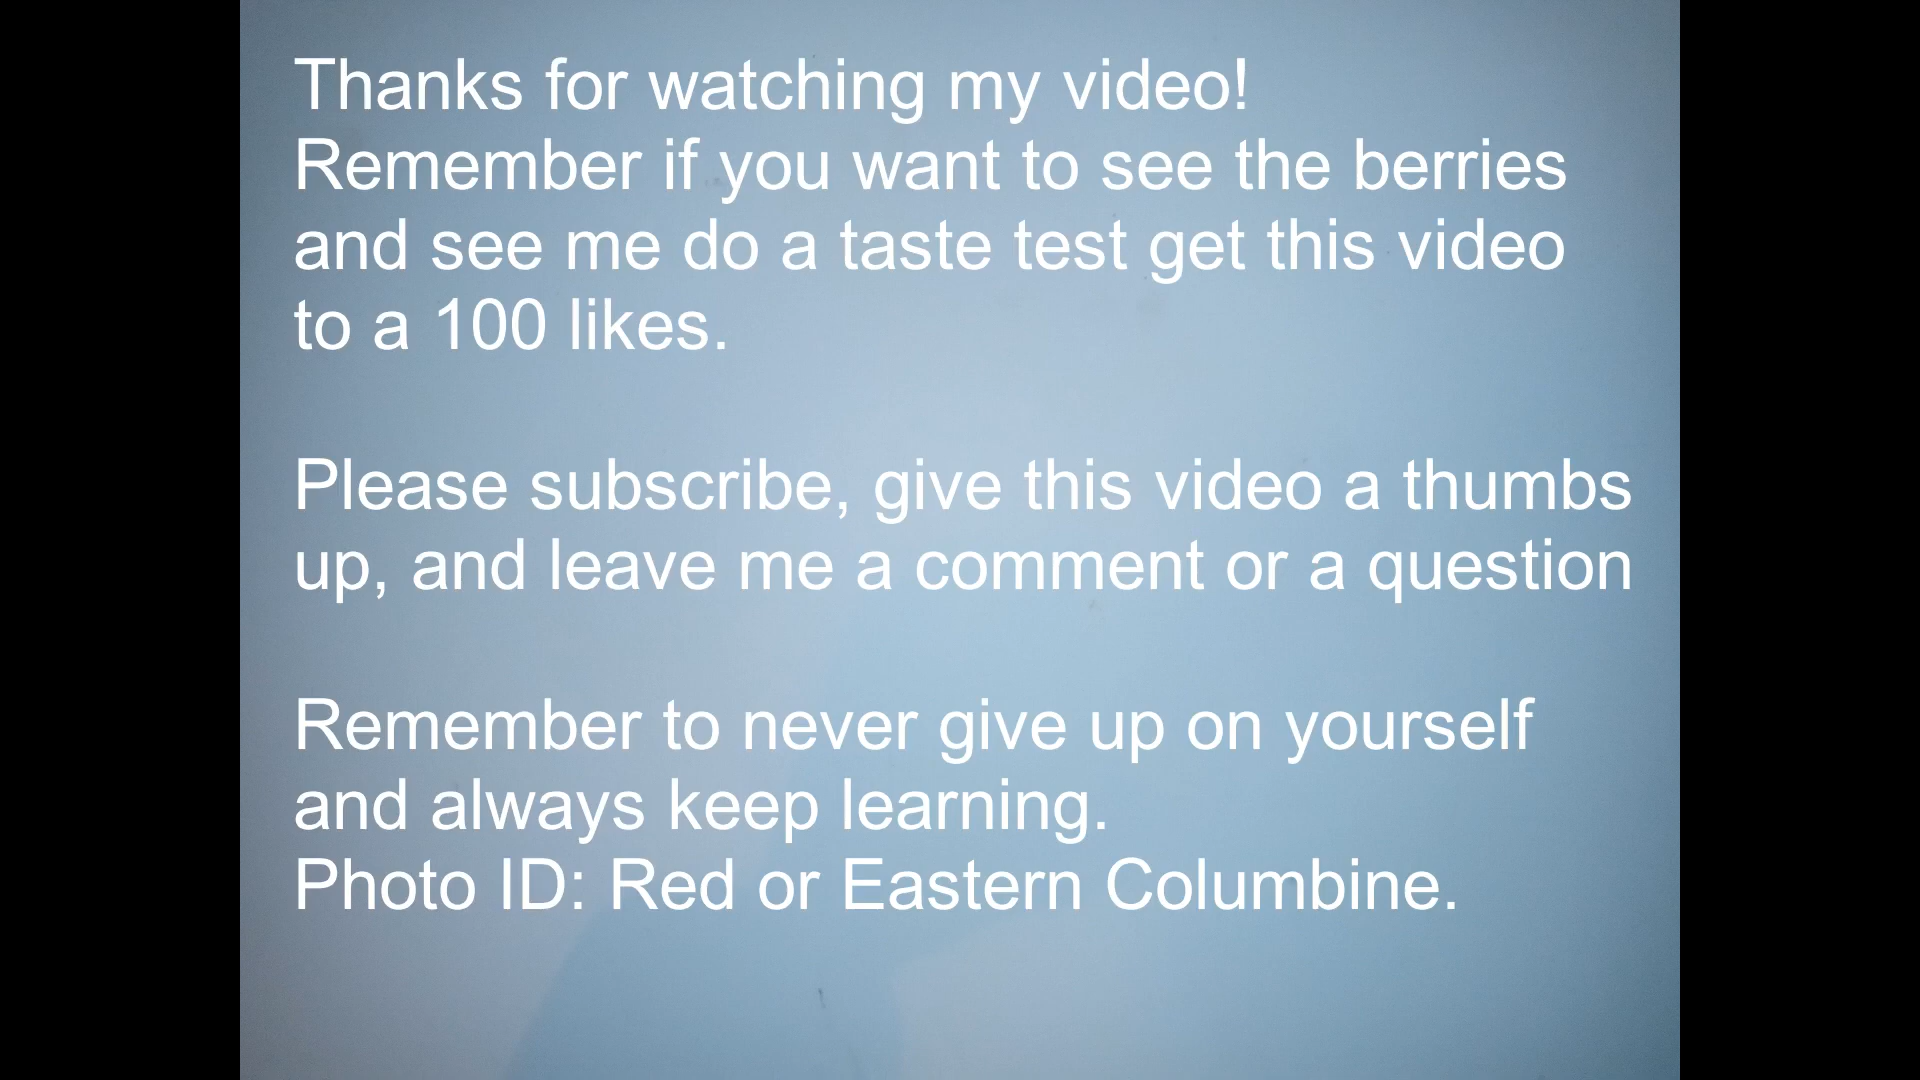 Thanks for watching my video!
Remember if you want to see the berries
and see me do a taste test get this video
to a 100 likes.
Please subscribe, give this video a thumbs
up, and leave me a comment or a question
Remember to never give up on yourself
and always keep learning.
Photo ID: Red or Eastern Columbine.